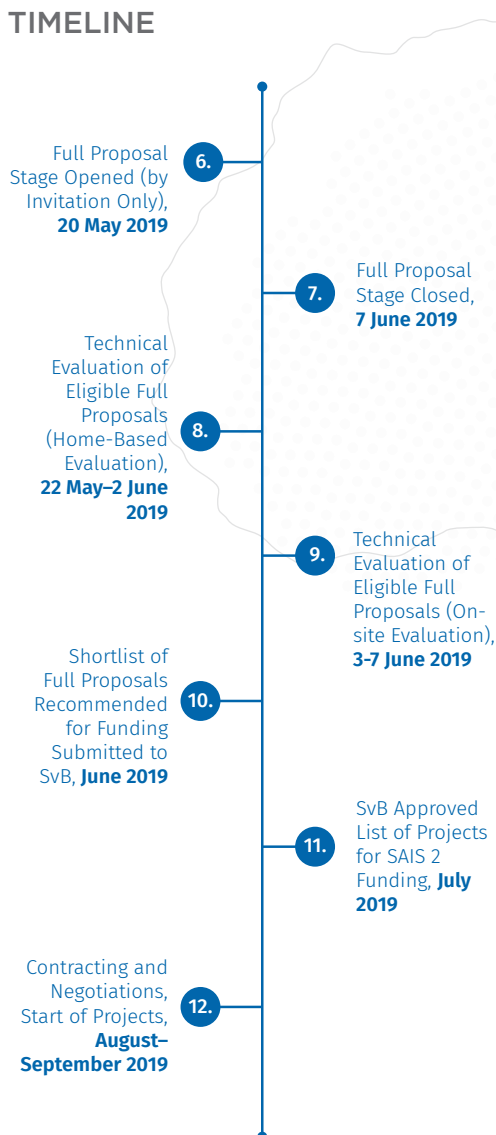 TIMELINE
6.
Full Proposal
Stage Opened (by
Invitation Only),
20 May 2019
7.
Full Proposal
Stage Closed,
7 June 2019
8.
Technical
Evaluation of
Eligible Full
Proposals
(Home-Based
Evaluation),
22 May–2 June
2019
9.
Technical
Evaluation of
Eligible Full
Proposals (On-
site Evaluation),
3-7 June 2019
10.
Shortlist of
Full Proposals
Recommended
for Funding
Submitted to
SvB, June 2019
11.
SvB Approved
List of Projects
for SAIS 2
Funding, July
2019
12.
Contracting and
Negotiations,
Start of Projects,
August–
September 2019